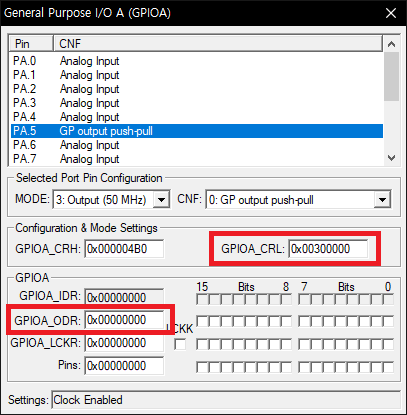 General Purpose I/O A (GPIOA)
Pin CNF
PA.0 Analog Input
PA.1 Analog Input
PA.2 Analog Input
PA.3 Analog Input
PA.4 Analog Input
PA.5 GP output push-pull
PA.6 Analog Input
PA.7 Analog Input
Selected Port Pin Configuration
MODE: 3: Output (50 MHz) CNF: 0: GP output push-pull
Configuration & Mode Settings
GPIOA_CRH: 0x000004B0 GPIOA_CRL: 0x00300000
GPIOA
GPIOA_IDR: 0x00000000 15 Bits 8 7 Bits 0
GPIOA_ODR: 0x00000000 LCKK
GPIOA_LCKR: 0x00000000
Pins: 0x00000000
Settings: Clock Enabled